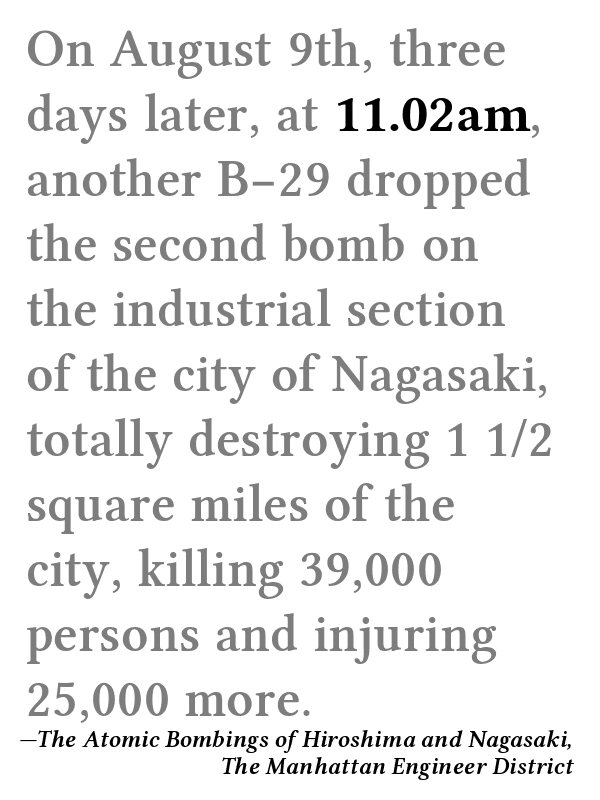 On August 9th, three
days later, at 11.02am,
another B–29 dropped
the second bomb on
the industrial section
of the city of Nagasaki,
totally destroying 1 1/2
square miles of the
city, killing 39,000
persons and injuring
25,000 more.
—The Atomic Bombings of Hiroshima and Nagasaki,
The Manhattan Engineer District